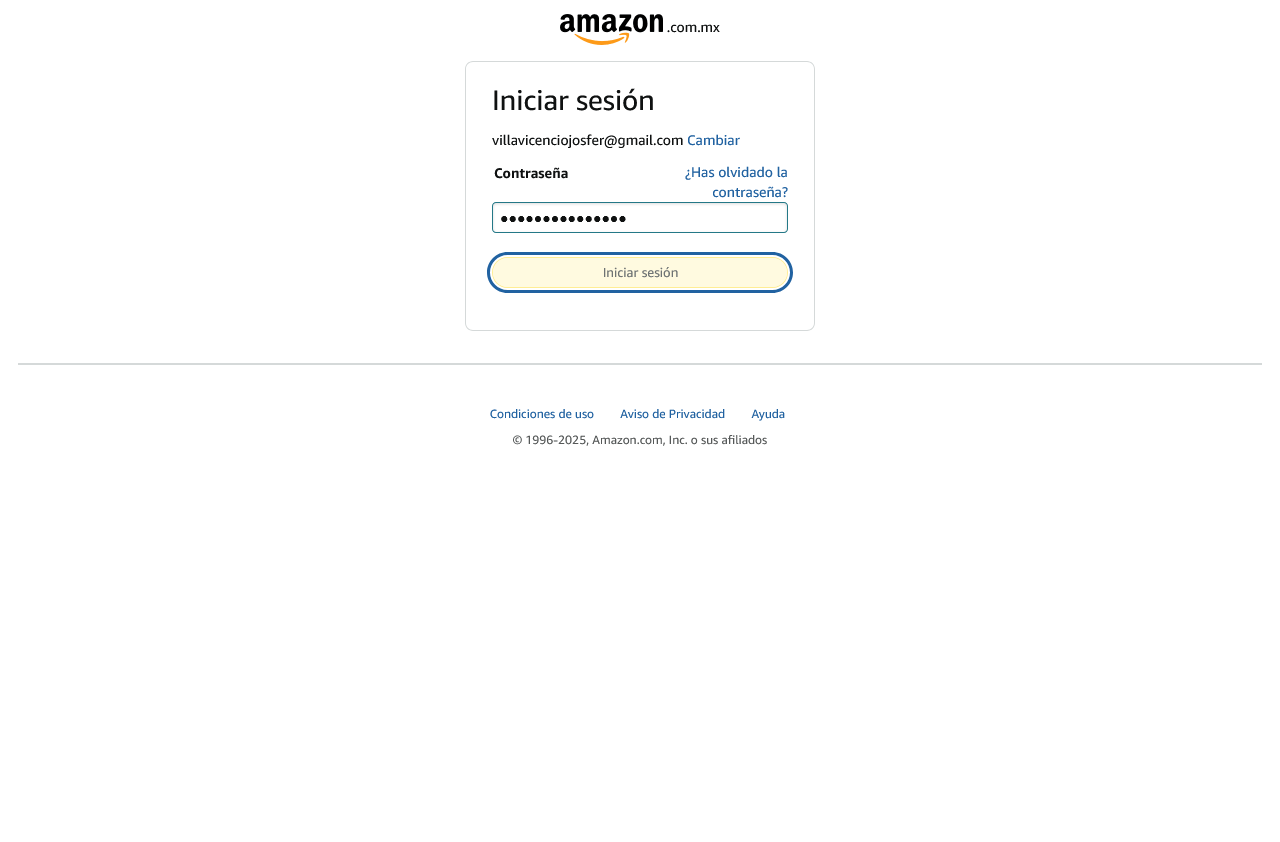 amazon.com.mx
Iniciar sesión
villavicenciojosfer@gmail.com Cambiar
Contraseña
¿Has olvidado la
contraseña?
•••••••••••••••
Iniciar sesión
Condiciones de uso Aviso de Privacidad Ayuda
© 1996-2025, Amazon.com, Inc. o sus afiliados